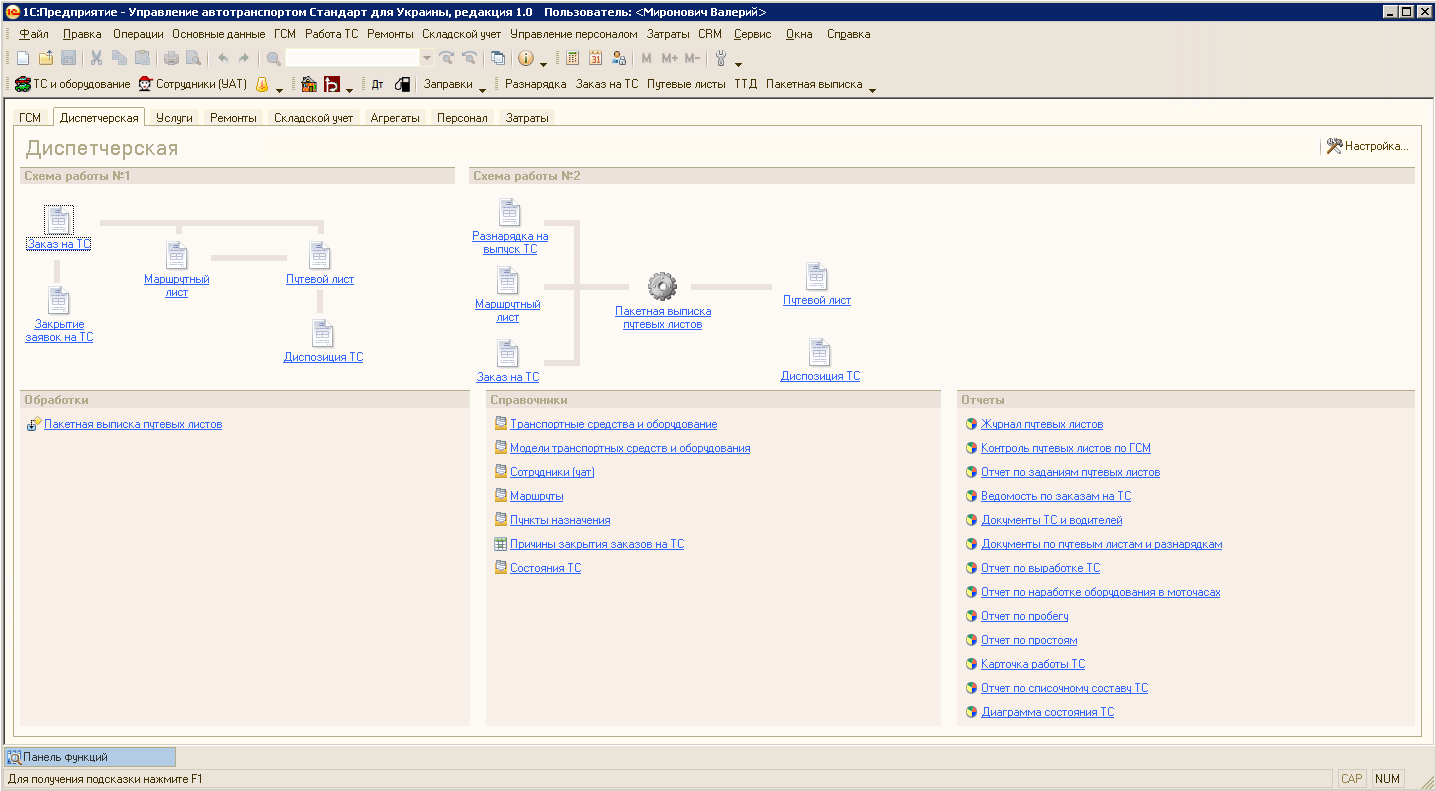 1С:Предприятие - Управление автотранспортом Стандарт для Украины, редакция 1.0 Пользователь: <Миронович Валерий>
Файл Правка Операции Основные данные ГСМ Работа ТС Ремонты Складской учет Управление персоналом Затраты CRM Сервис Окна Справка
M M+ M-
ТС и оборудование Сотрудники (УАТ) Дт Заправки Разнарядка Заказ на ТС Путевые листы ТТД Пакетная выписка
ГСМ Диспетчерская Услуги Ремонты Складской учет Агрегаты Персонал Затраты
Диспетчерская
Настройка...
Схема работы №1
Заказ на ТС
Маршрутный
лист
Путевой лист
Закрытие
заявок на ТС
Диспозиция ТС
Схема работы №2
Разнарядка на
выпуск ТС
Маршрутный
лист
Заказ на ТС
Пакетная выписка
путевых листов
Путевой лист
Диспозиция ТС
Обработки
Пакетная выписка путевых листов
Справочники
Транспортные средства и оборудование
Модели транспортных средств и оборудования
Сотрудники (уат)
Маршруты
Пункты назначения
Причины закрытия заказов на ТС
Состояния ТС
Отчеты
Журнал путевых листов
Контроль путевых листов по ГСМ
Отчет по заданиям путевых листов
Ведомость по заказам на ТС
Документы ТС и водителей
Документы по путевым листам и разнарядкам
Отчет по выработке ТС
Отчет по наработке оборудования в моточасах
Отчет по пробегу
Отчет по простоям
Карточка работы ТС
Отчет по списочному составу ТС
Диаграмма состояния ТС
Панель функций
Для получения подсказки нажмите F1
CAP NUM